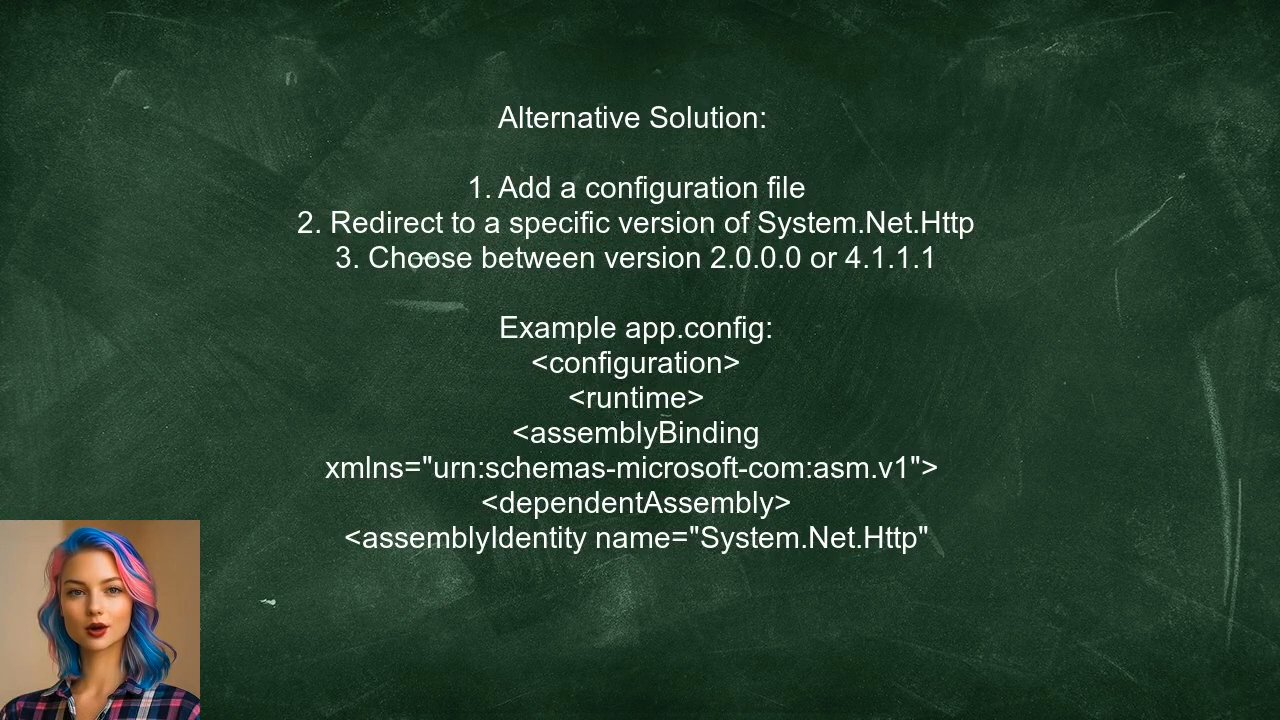 Alternative Solution:
1. Add a configuration file
2. Redirect to a specific version of System.Net.Http
3. Choose between version 2.0.0.0 or 4.1.1.1
Example app.config:
<configuration>
<runtime>
<assemblyBinding
xmlns="urn:schemas-microsoft-com:asm.v1">
<dependentAssembly>
<assemblyIdentity name="System.Net.Http"